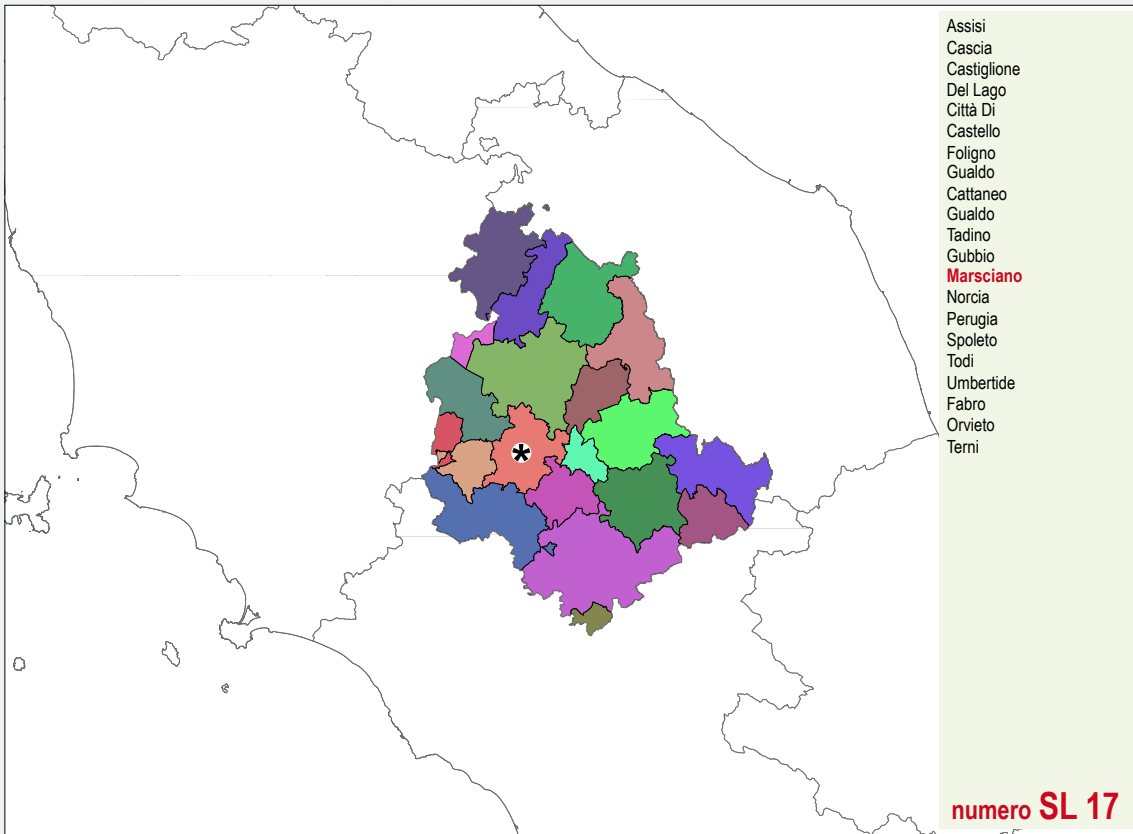 Assisi
Cascia
Castiglione
Del Lago
Città Di
Castello
Foligno
Gualdo
Cattaneo
Gualdo
Tadino
Gubbio
Marsciano
Norcia
Perugia
Spoleto
Todi
Umbertide
Fabro
Orvieto
Terni
*
numero SL 17